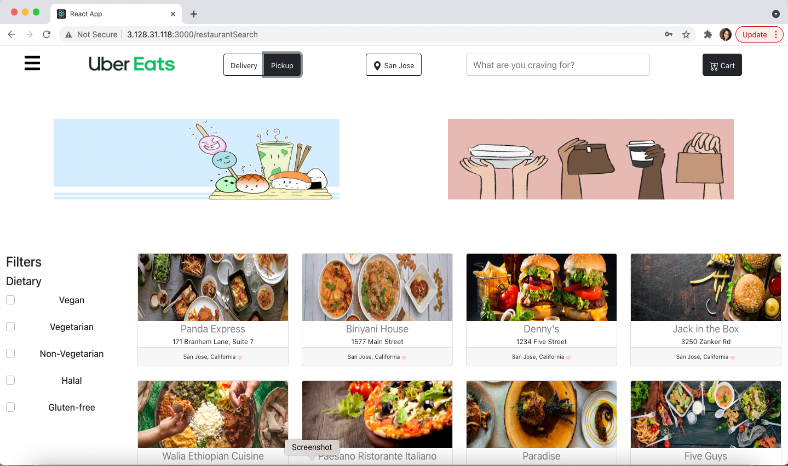 React App
Not Secure
3.128.31.118:3000/restaurantSearch
Update
Uber Eats
Delivery
Pickup
San Jose
What are you craving for?
Cart
Filters
Dietary
Vegan
Vegetarian
Non-Vegetarian
Halal
Gluten-free
Panda Express
171 Branham Lane, Suite 7
San Jose, California
Biriyani House
1577 Main Street
San Jose, California
Denny's
1234 Five Street
San Jose, California
Jack in the Box
3250 Zanker Rd
San Jose, California
Walia Ethiopian Cuisine
Paesano Ristorante Italiano
Paradise
Five Guys
Screenshot